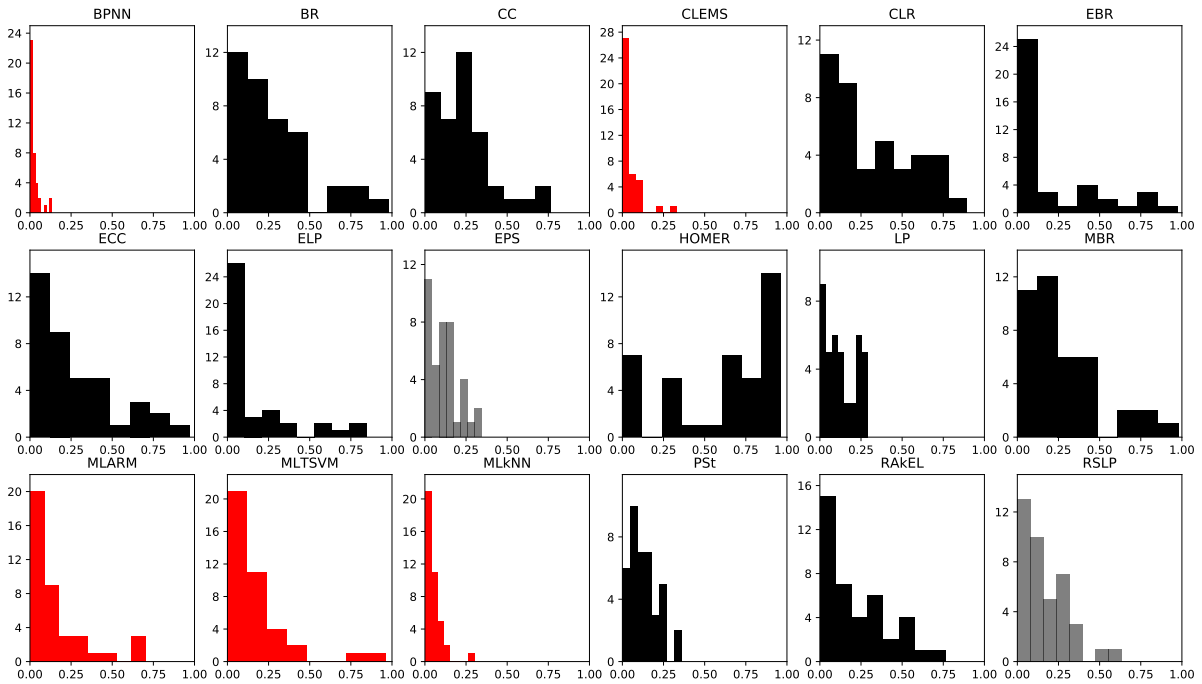 BPNN BR CC CLEMS CLR EBR
24 20 16 12 8 4 0
12 8 4 0
12 8 4 0
28 24 20 16 12 8 4 0
12 8 4 0
24 20 16 12 8 4 0
0.00 0.25 0.50 0.75 1.00 0.00 0.25 0.50 0.75 1.00 0.00 0.25 0.50 0.75 1.00 0.00 0.25 0.50 0.75 1.00 0.00 0.25 0.50 0.75 1.00 0.00 0.25 0.50 0.75 1.00
ECC ELP EPS HOMER LP MBR
12 8 4 0
26 24 20 16 12 8 4 0
12 8 4 0
12 8 4 0
8 4 0
12 8 4 0
0.00 0.25 0.50 0.75 1.00 0.00 0.25 0.50 0.75 1.00 0.00 0.25 0.50 0.75 1.00 0.00 0.25 0.50 0.75 1.00 0.00 0.25 0.50 0.75 1.00 0.00 0.25 0.50 0.75 1.00
MLARM MLTSVM MLkNN PSt RAkEL RSLP
20 16 12 8 4 0
20 16 12 8 4 0
20 16 12 8 4 0
8 4 0
16 12 8 4 0
12 8 4 0
0.00 0.25 0.50 0.75 1.00 0.00 0.25 0.50 0.75 1.00 0.00 0.25 0.50 0.75 1.00 0.00 0.25 0.50 0.75 1.00 0.00 0.25 0.50 0.75 1.00 0.00 0.25 0.50 0.75 1.00